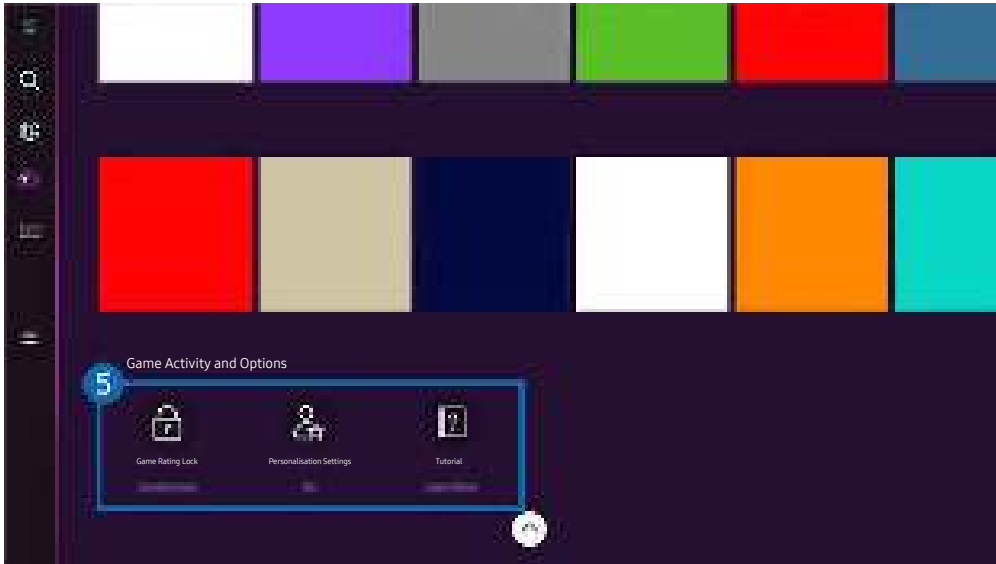 Game Activity and Options
5
Game Rating Lock
Personalisation Settings
Tutorial